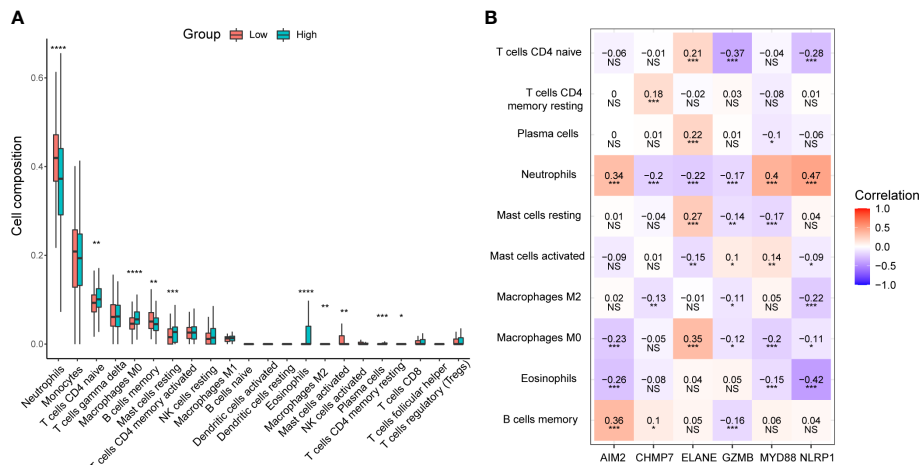 A
Group Low High
Cell composition
0.6
0.4
0.2
0.0
****
**
****
**
***
****
**
**
***
*
Neutrophils
Monocytes
T cells CD4 naive
T cells gamma delta
Macrophages M0
B cells memory
Mast cells resting
T cells CD4 memory activated
NK cells resting
Macrophages M1
B cells naive
Dendritic cells activated
Dendritic cells resting
Eosinophils
Macrophages M2
Mast cells activated
NK cells activated
Plasma cells
T cells CD4 memory resting
T cells CD8
T cells follicular helper
T cells regulatory (Tregs)
B
T cells CD4 naive
−0.06 −0.01 0.21 −0.37 −0.04 −0.28
NS NS *** *** NS ***
T cells CD4
memory resting
0 0.18 −0.02 0.03 −0.08 0.01
NS *** NS NS NS NS
Plasma cells
0 0.01 0.22 0.01 −0.1 −0.06
NS NS *** NS * NS
Neutrophils
0.34 −0.2 −0.22 −0.17 0.4 0.47
*** *** *** *** *** ***
Mast cells resting
0.01 −0.04 0.27 −0.14 −0.17 0.04
NS NS *** ** *** NS
Mast cells activated
−0.09 0.01 −0.15 0.1 0.14 −0.09
NS NS ** * ** *
Macrophages M2
0.02 −0.13 −0.01 −0.11 0.05 −0.22
NS ** NS * NS ***
Macrophages M0
−0.23 −0.05 0.35 −0.12 −0.2 −0.11
*** NS *** * *** *
Eosinophils
−0.26 −0.08 0.04 0.05 −0.15 −0.42
*** NS NS NS ** ***
B cells memory
0.36 0.1 0.05 −0.16 0.06 0.04
*** * NS *** NS NS
AIM2 CHMP7 ELANE GZMB MYD88 NLRP1
Correlation
1.0
0.5
0.0
−0.5
−1.0